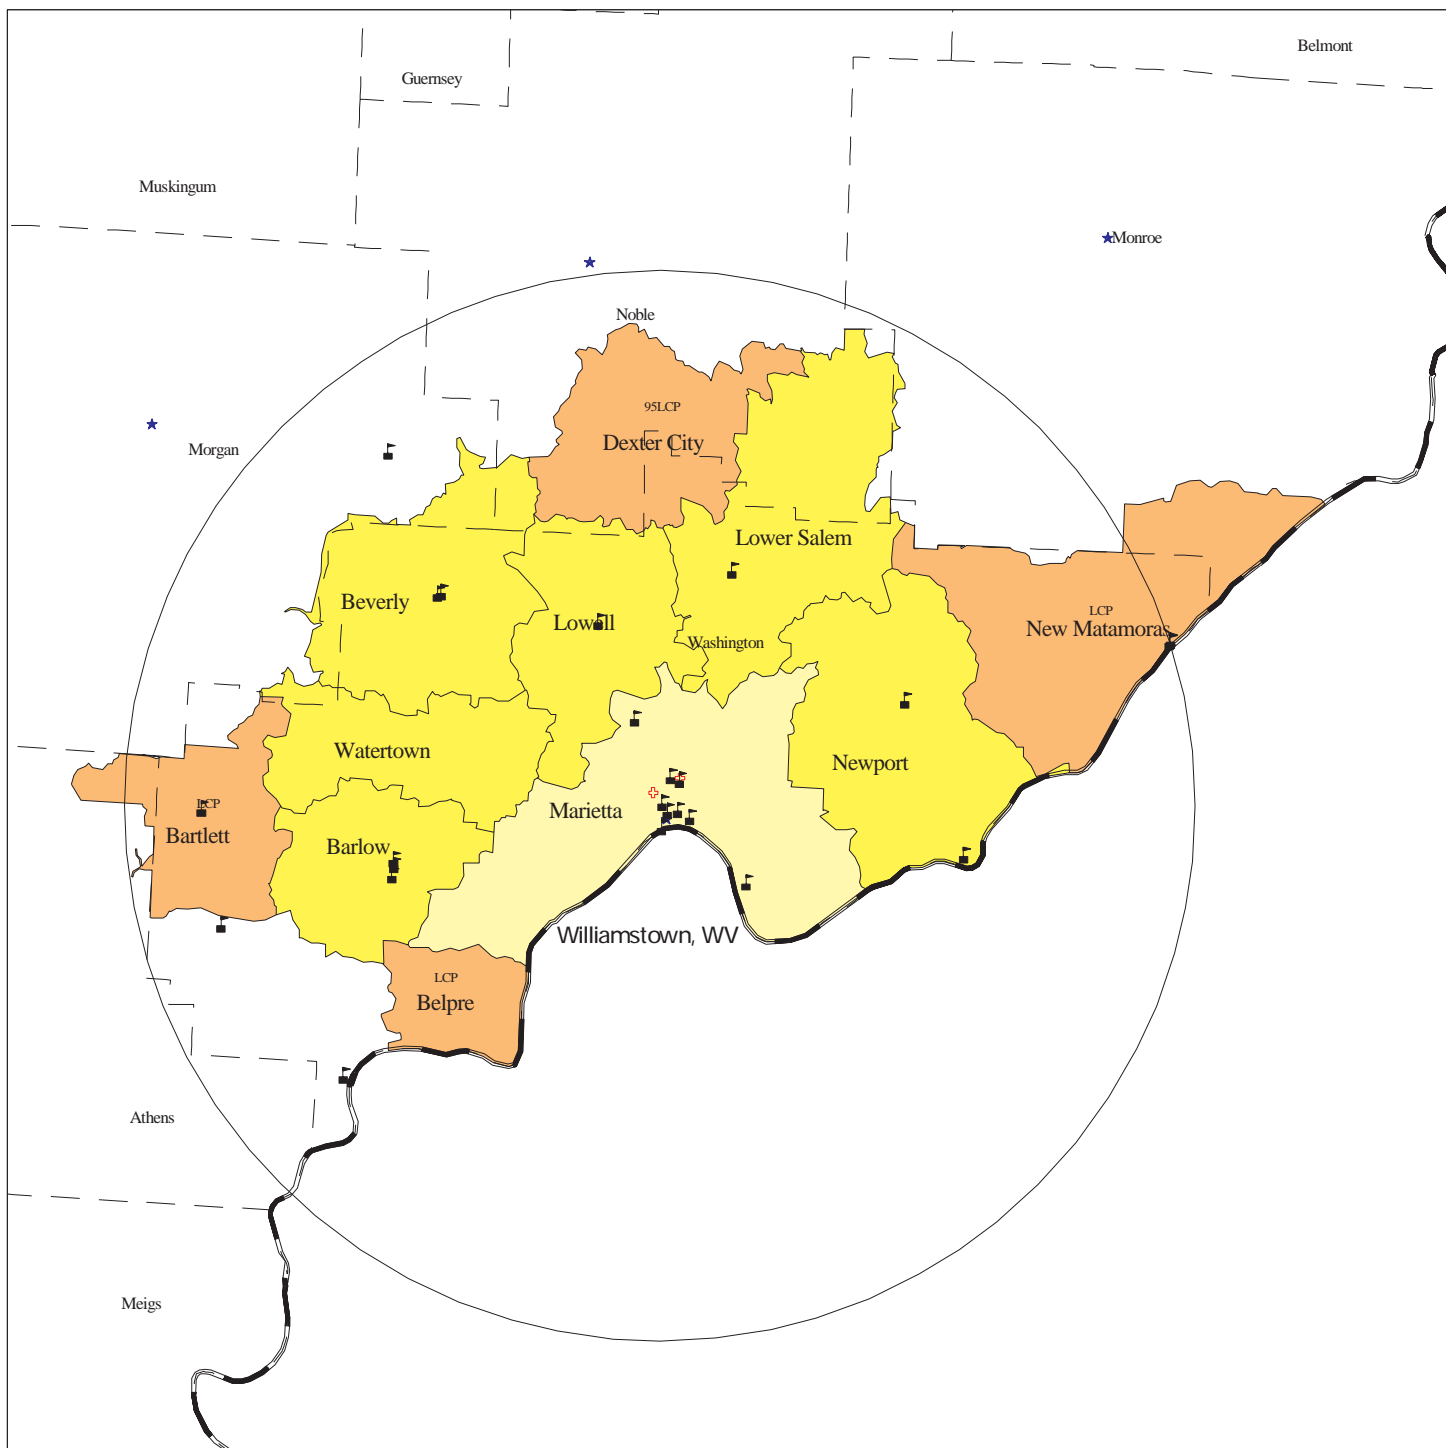 Belmont
Guernsey
Muskingum
Monroe
Noble
95LCP
Dexter City
Morgan
Lower Salem
Beverly
LCP
New Matamoras
Lowell
Washington
Watertown
Newport
LCP
Bartlett
Marietta
Barlow
Williamstown, WV
LCP
Belpre
Athens
Meigs